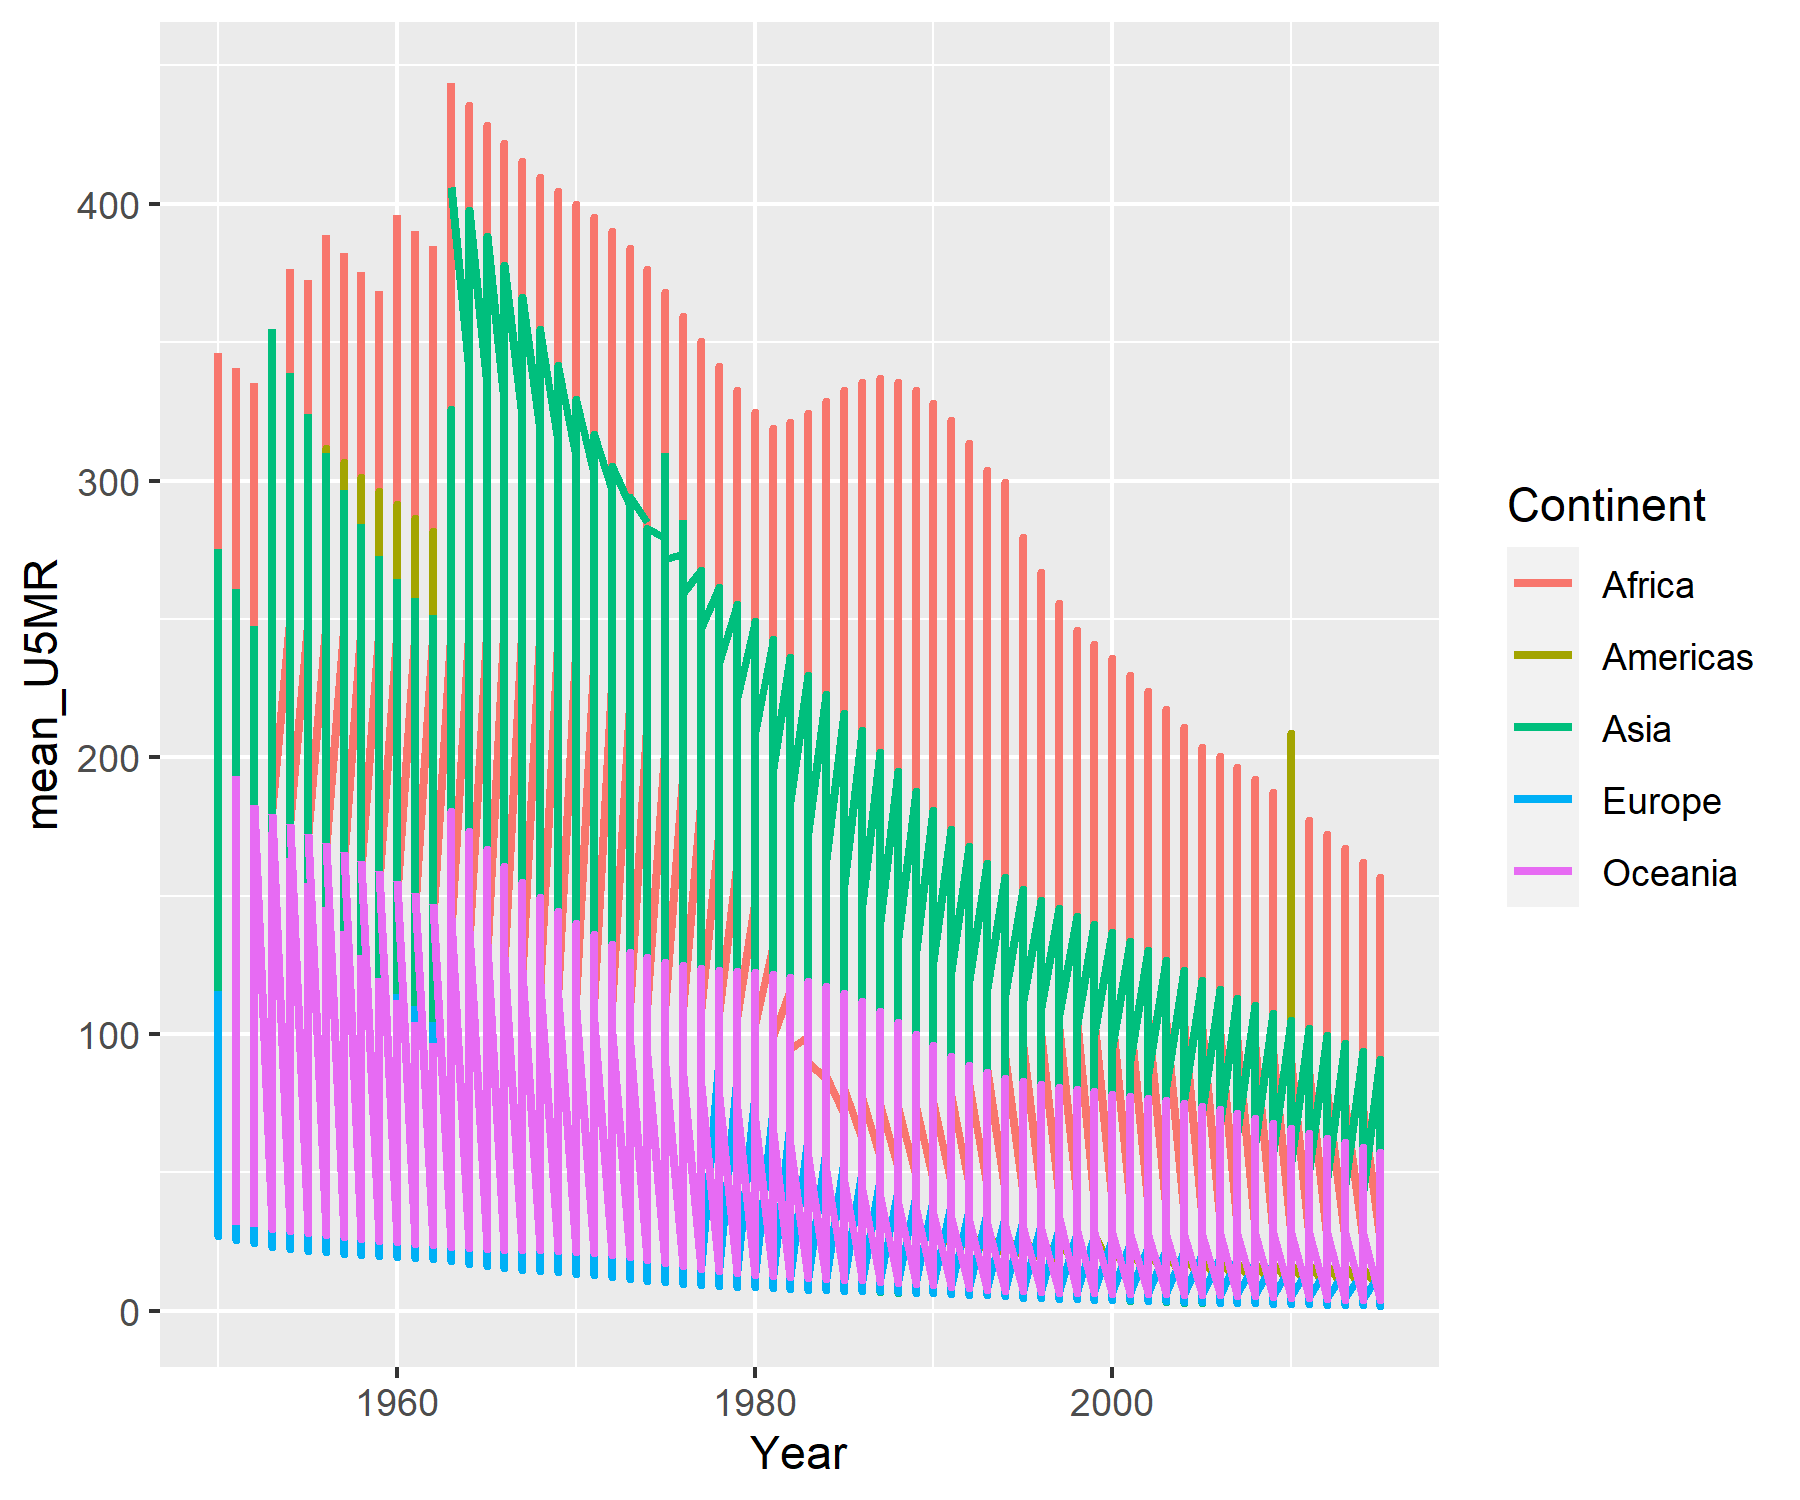 400
300
200
100
0
mean_U5MR
1960
1980
2000
Year
Continent
Africa
Americas
Asia
Europe
Oceania